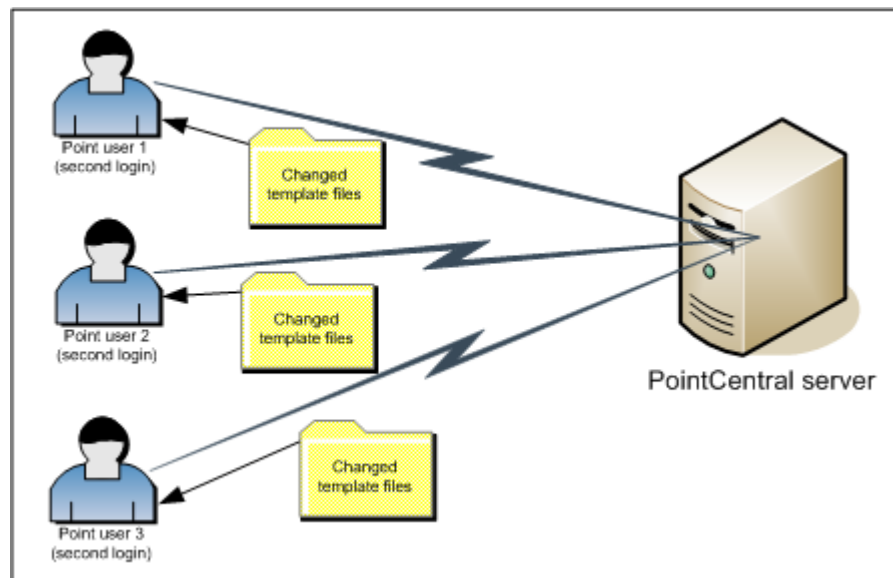 Point user 1
(second login)
Changed
template files
Point user 2
(second login)
Changed
template files
PointCentral server
Point user 3
(second login)
Changed
template files